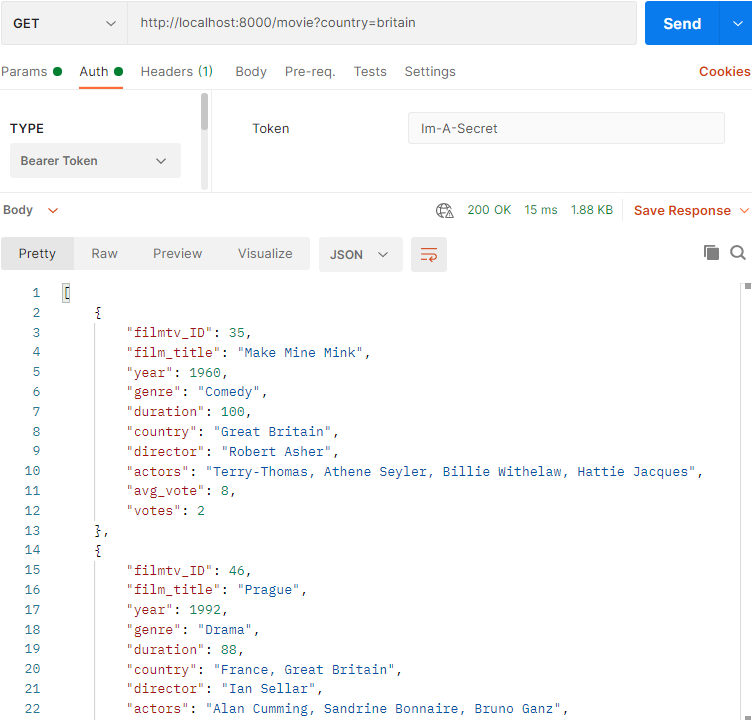 GET http://localhost:8000/movie?country=britain Send
Params Auth Headers (1) Body Pre-req. Tests Settings Cookies
TYPE
Bearer Token
Token Im-A-Secret
Body 200 OK 15 ms 1.88 KB Save Response
Pretty Raw Preview Visualize JSON
1 [
2 {
3 "filmtv_ID": 35,
4 "film_title": "Make Mine Mink",
5 "year": 1960,
6 "genre": "Comedy",
7 "duration": 100,
8 "country": "Great Britain",
9 "director": "Robert Asher",
10 "actors": "Terry-Thomas, Athene Seyler, Billie Withelaw, Hattie Jacques",
11 "avg_vote": 8,
12 "votes": 2
13 },
14 {
15 "filmtv_ID": 46,
16 "film_title": "Prague",
17 "year": 1992,
18 "genre": "Drama",
19 "duration": 88,
20 "country": "France, Great Britain",
21 "director": "Ian Sellar",
22 "actors": "Alan Cumming, Sandrine Bonnaire, Bruno Ganz",